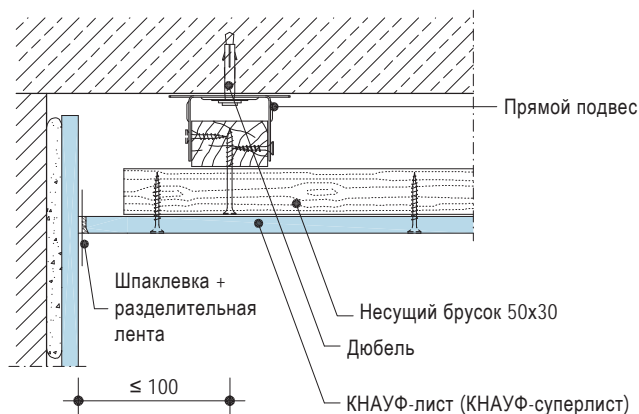 Прямой подвес
Шпаклевка +
разделительная
лента
Несущий брусок 50x30
Дюбель
≤ 100
КНАУФ-лист (КНАУФ-суперлист)